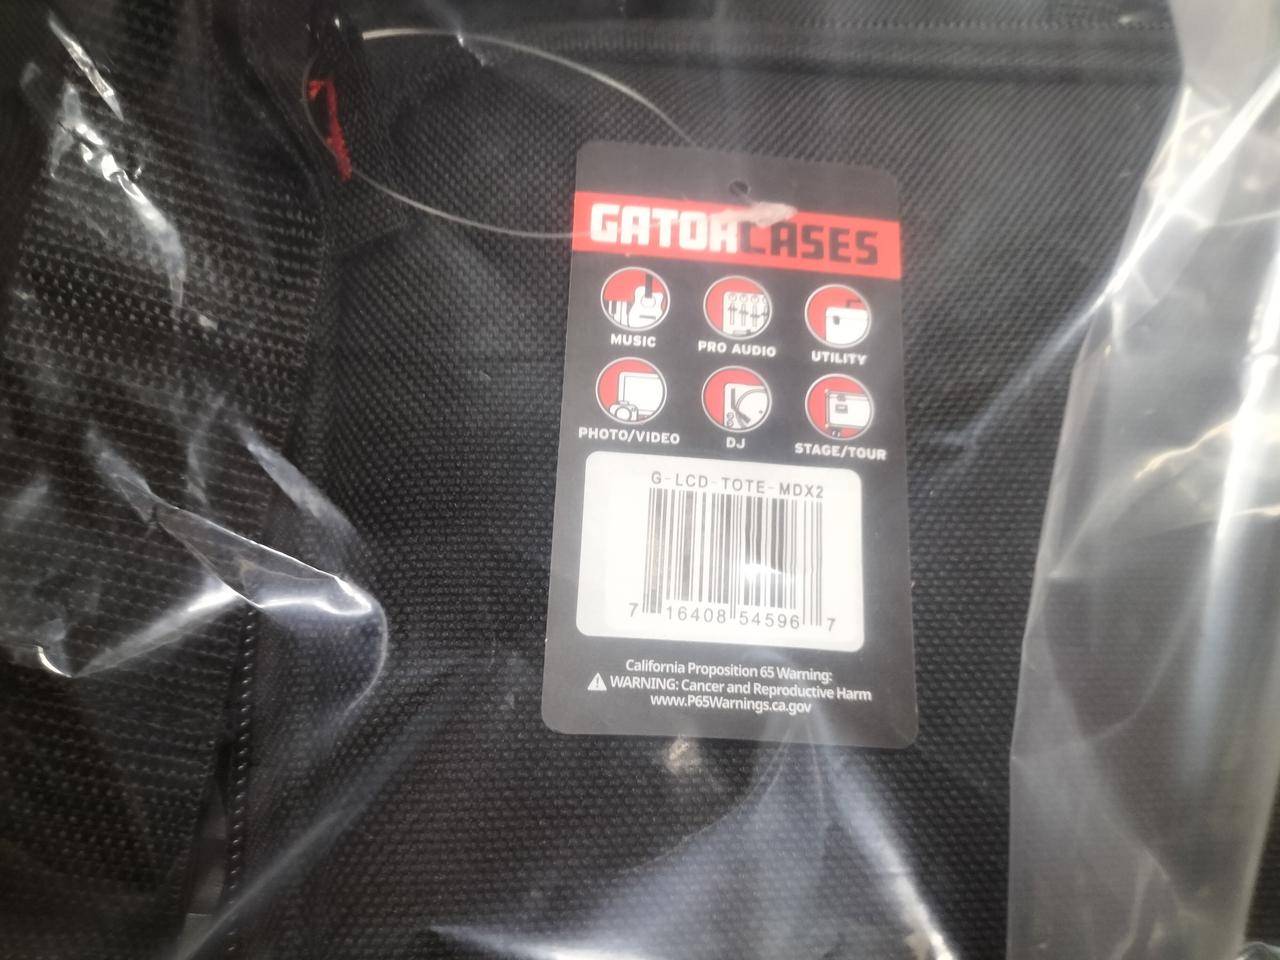 GATORCASES
MUSIC
PRO AUDIO
UTILITY
PHOTO/VIDEO
DJ
STAGE/TOUR
G-LCD-TOTE-MDX2
7 16408 54596 7
California Proposition 65 Warning:
WARNING: Cancer and Reproductive Harm
www.P65Warnings.ca.gov